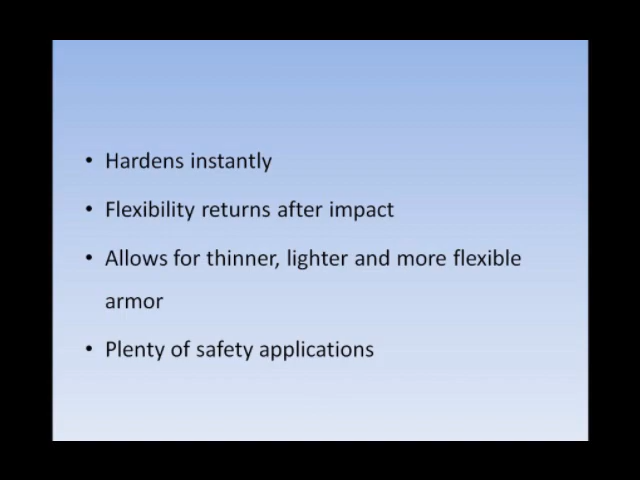 • Hardens instantly
• Flexibility returns after impact
• Allows for thinner, lighter and more flexible
armor
• Plenty of safety applications